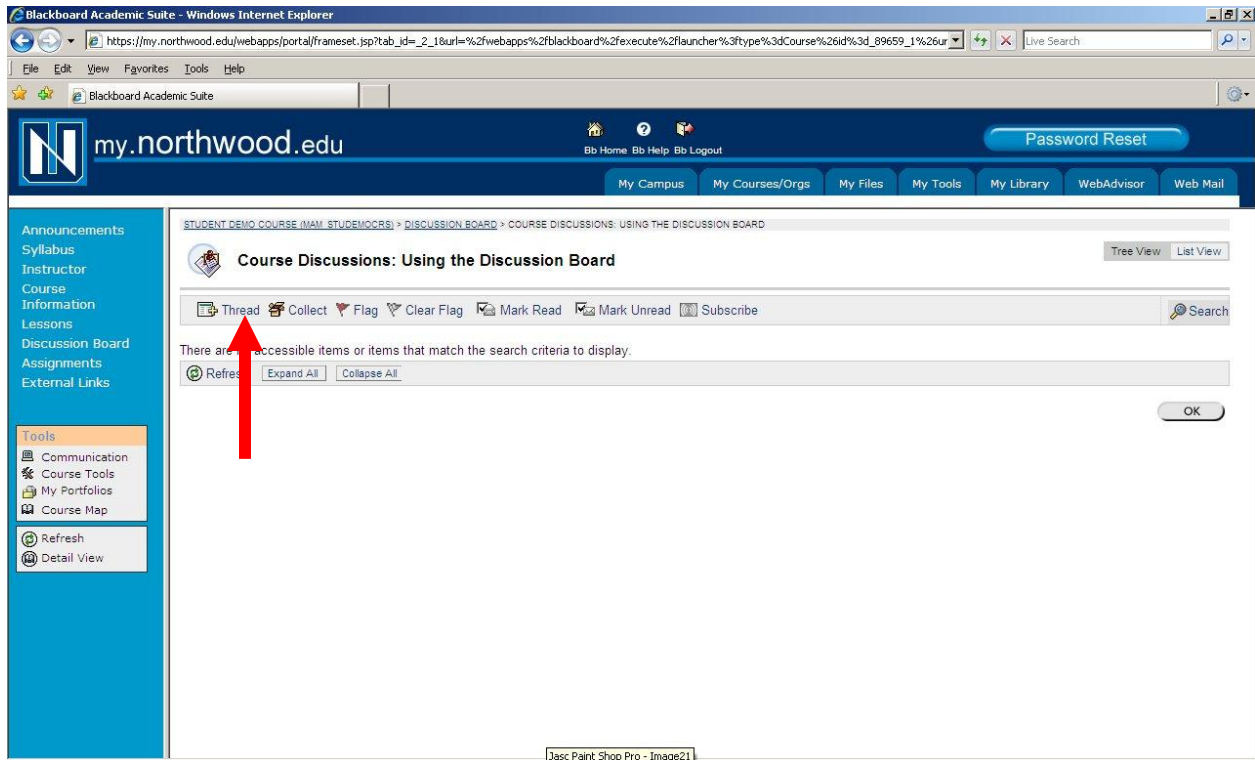 Blackboard Academic Suite - Windows Internet Explorer
https://my.northwood.edu/webapps/portal/frameset.jsp?tab_id=_2_1&url=%2fwebapps%2fblackboard%2fexecute%2flauncher%3ftype%3dCourse%26id%3d_89659_1%26ur
Live Search
File Edit View Favorites Tools Help
Blackboard Academic Suite
N my.northwood.edu
Bb Home Bb Help Bb Logout
Password Reset
My Campus My Courses/Orgs My Files My Tools My Library WebAdvisor Web Mail
Announcements
Syllabus
Instructor
Course
Information
Lessons
Discussion Board
Assignments
External Links
Tools
Communication
Course Tools
My Portfolios
Course Map
Refresh
Detail View
STUDENT DEMO COURSE (MAM_STUDEMOCRS) > DISCUSSION BOARD > COURSE DISCUSSIONS: USING THE DISCUSSION BOARD
Course Discussions: Using the Discussion Board
Tree View List View
Thread Collect Flag Clear Flag Mark Read Mark Unread Subscribe
Search
There are accessible items or items that match the search criteria to display.
Refresh Expand All Collapse All
OK
Jasc Paint Shop Pro - Image21